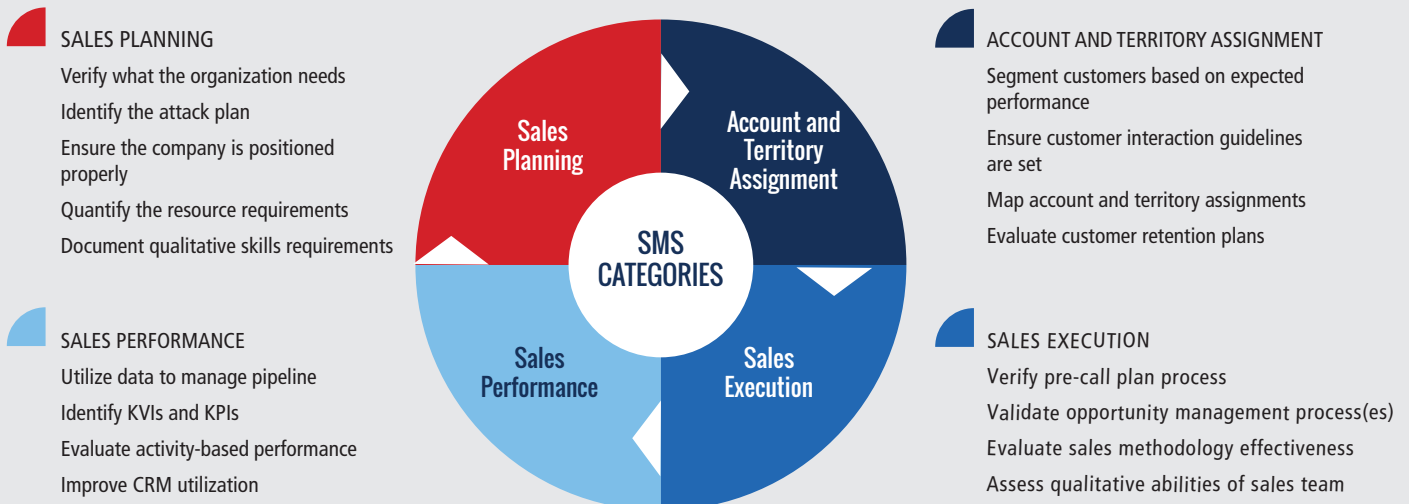 SALES PLANNING
Verify what the organization needs
Identify the attack plan
Ensure the company is positioned
properly
Quantify the resource requirements
Document qualitative skills requirements
SALES PERFORMANCE
Utilize data to manage pipeline
Identify KVIs and KPIs
Evaluate activity-based performance
Improve CRM utilization
Sales
Planning
Account and
Territory
Assignment
SMS
CATEGORIES
Sales
Performance
Sales
Execution
ACCOUNT AND TERRITORY ASSIGNMENT
Segment customers based on expected
performance
Ensure customer interaction guidelines
are set
Map account and territory assignments
Evaluate customer retention plans
SALES EXECUTION
Verify pre-call plan process
Validate opportunity management process(es)
Evaluate sales methodology effectiveness
Assess qualitative abilities of sales team